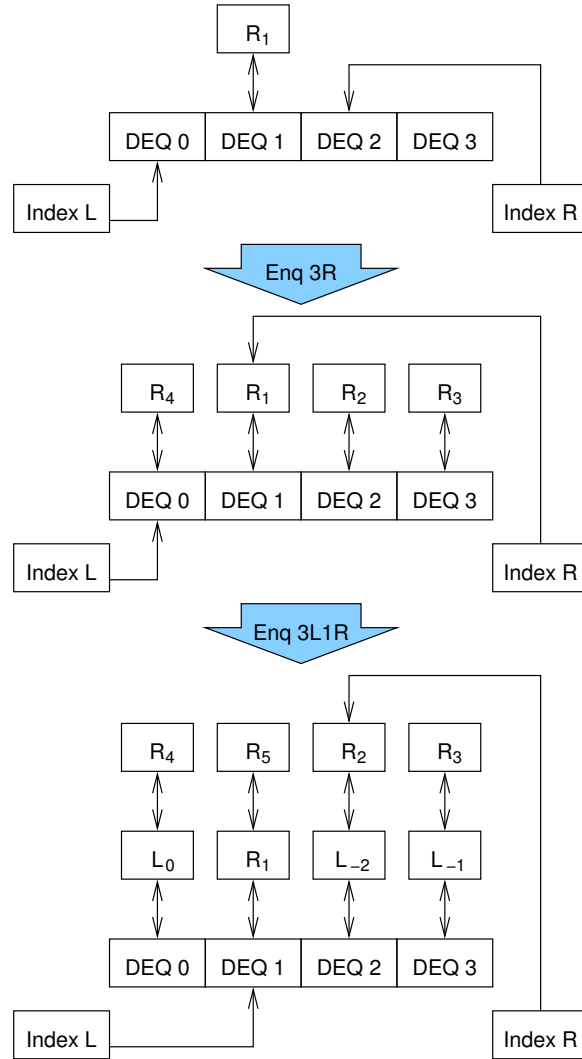 R₁
DEQ 0 DEQ 1 DEQ 2 DEQ 3
Index L Index R
Enq 3R
R₄ R₁ R₂ R₃
DEQ 0 DEQ 1 DEQ 2 DEQ 3
Index L Index R
Enq 3L1R
R₄ R₅ R₂ R₃
L₀ R₁ L₋₂ L₋₁
DEQ 0 DEQ 1 DEQ 2 DEQ 3
Index L Index R